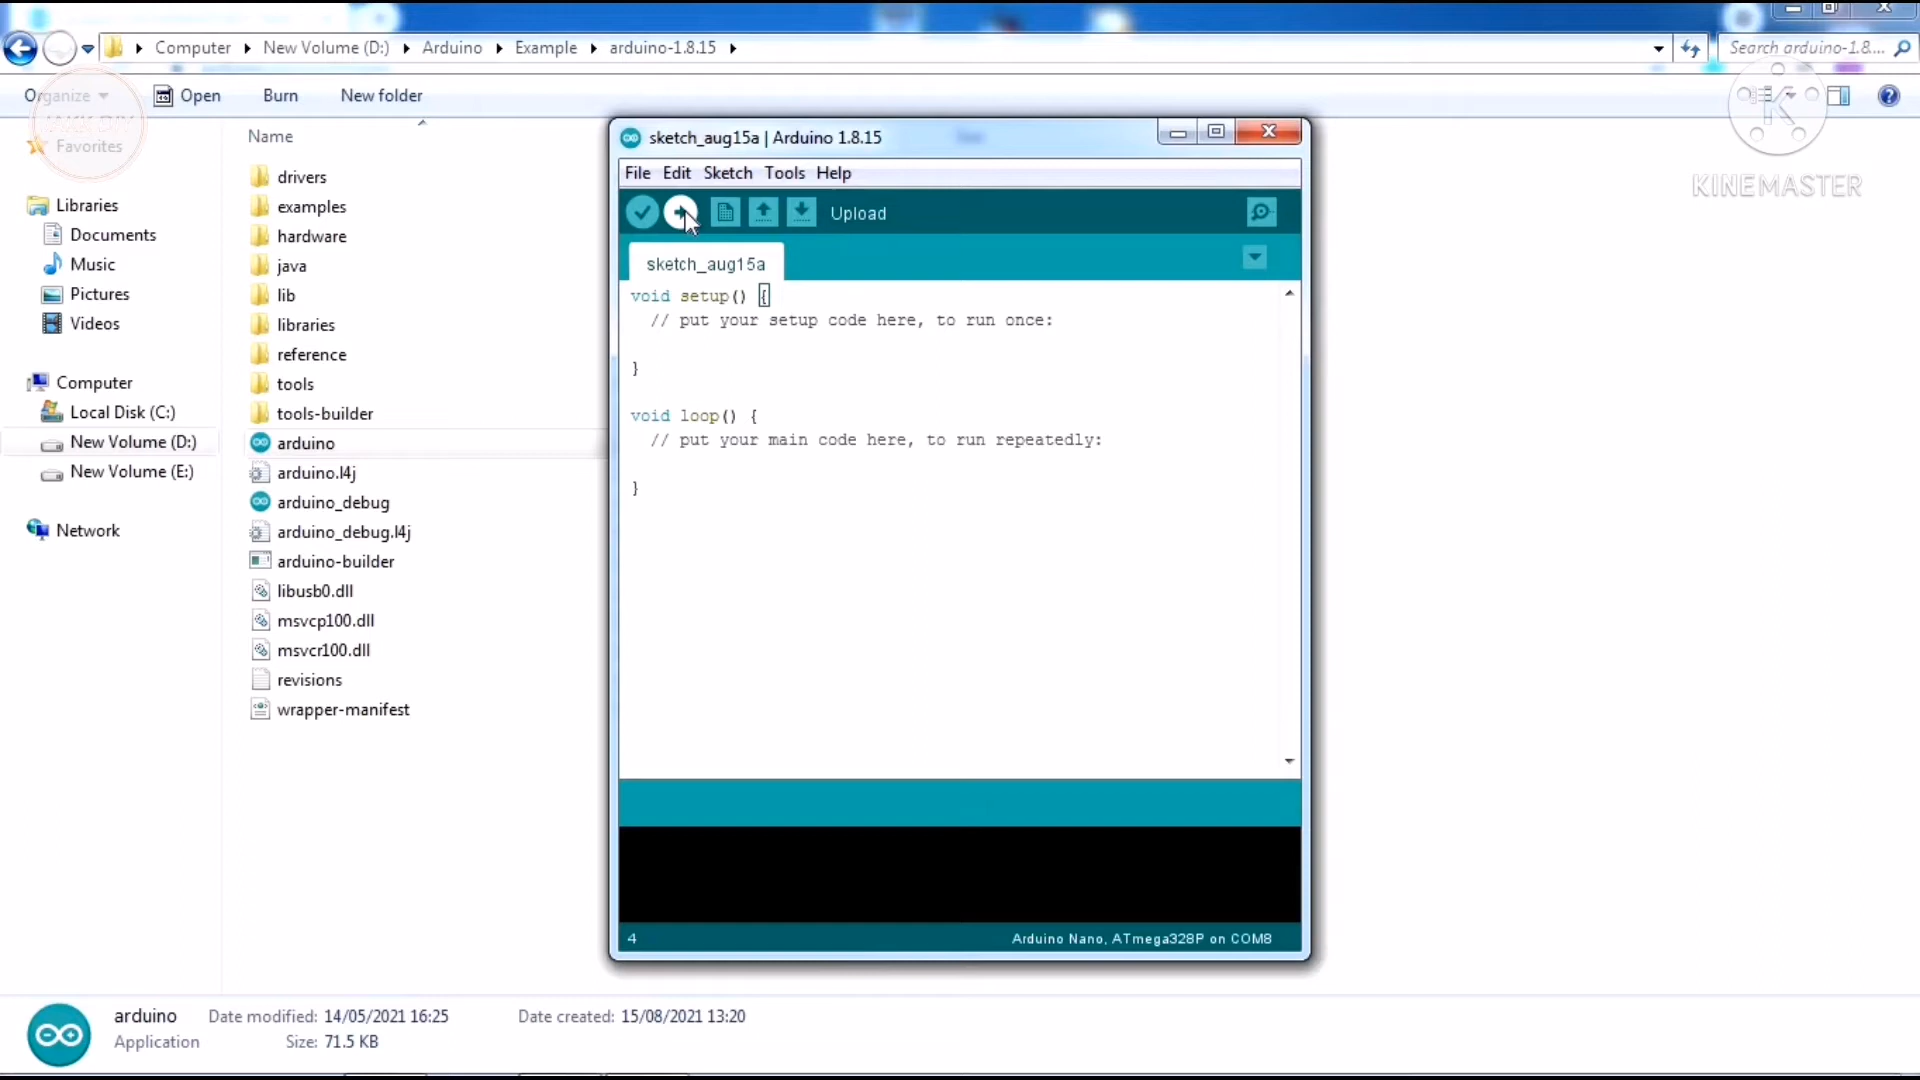 Computer New Volume (D:) Arduino Example arduino-1.8.15
Search arduino-1.8....
Organize Open Burn New folder
KINEMASTER
Favorites
Libraries
Documents
Music
Pictures
Videos
Computer
Local Disk (C:)
New Volume (D:)
New Volume (E:)
Network
Name
drivers
examples
hardware
java
lib
libraries
reference
tools
tools-builder
arduino
arduino.l4j
arduino_debug
arduino_debug.l4j
arduino-builder
libusb0.dll
msvcp100.dll
msvcr100.dll
revisions
wrapper-manifest
sketch_aug15a | Arduino 1.8.15
File Edit Sketch Tools Help
Upload
sketch_aug15a
void setup() {
// put your setup code here, to run once:
}
void loop() {
// put your main code here, to run repeatedly:
}
4
Arduino Nano, ATmega328P on COM8
arduino Date modified: 14/05/2021 16:25 Date created: 15/08/2021 13:20
Application Size: 71.5 KB